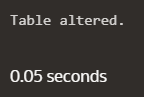 Table altered.
0.05 seconds